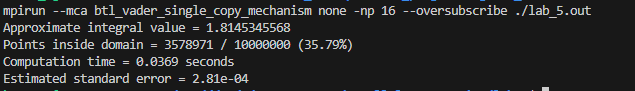 mpirun --mca btl_vader_single_copy_mechanism none -np 16 --oversubscribe ./lab_5.out
Approximate integral value = 1.8145345568
Points inside domain = 3578971 / 10000000 (35.79%)
Computation time = 0.0369 seconds
Estimated standard error = 2.81e-04